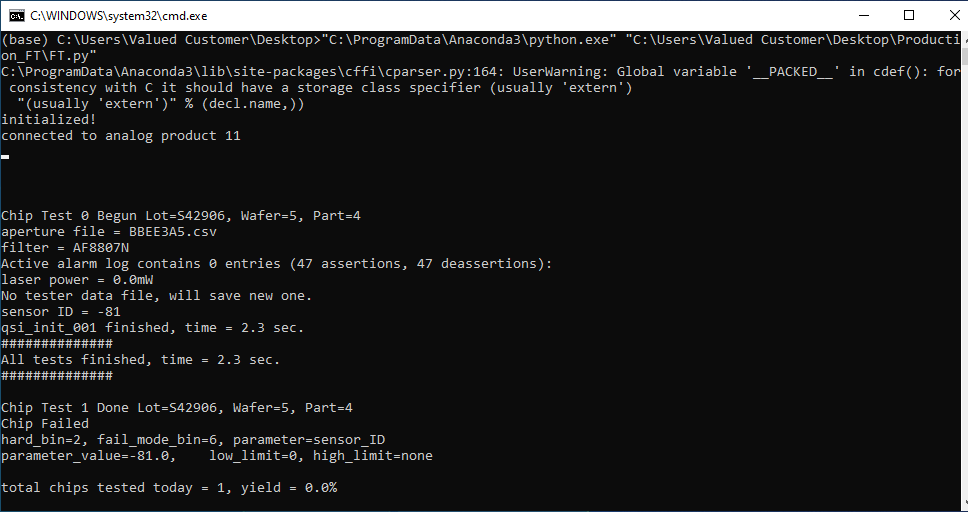 C:\WINDOWS\system32\cmd.exe
(base) C:\Users\Valued Customer\Desktop>"C:\ProgramData\Anaconda3\python.exe" "C:\Users\Valued Customer\Desktop\Producti
on_FT\FT.py"
C:\ProgramData\Anaconda3\lib\site-packages\cffi\cparser.py:164: UserWarning: Global variable '__PACKED__' in cdef(): for
 consistency with C it should have a storage class specifier (usually 'extern')
  "(usually 'extern')" % (decl.name,))
initialized!
connected to analog product 11
Chip Test 0 Begun Lot=S42906, Wafer=5, Part=4
aperture file = BBEE3A5.csv
filter = AF8807N
Active alarm log contains 0 entries (47 assertions, 47 deassertions):
laser power = 0.0mW
No tester data file, will save new one.
sensor ID = -81
qsi_init_001 finished, time = 2.3 sec.
##############
All tests finished, time = 2.3 sec.
##############
Chip Test 1 Done Lot=S42906, Wafer=5, Part=4
Chip Failed
hard_bin=2, fail_mode_bin=6, parameter=sensor_ID
parameter_value=-81.0,    low_limit=0, high_limit=none
total chips tested today = 1, yield = 0.0%